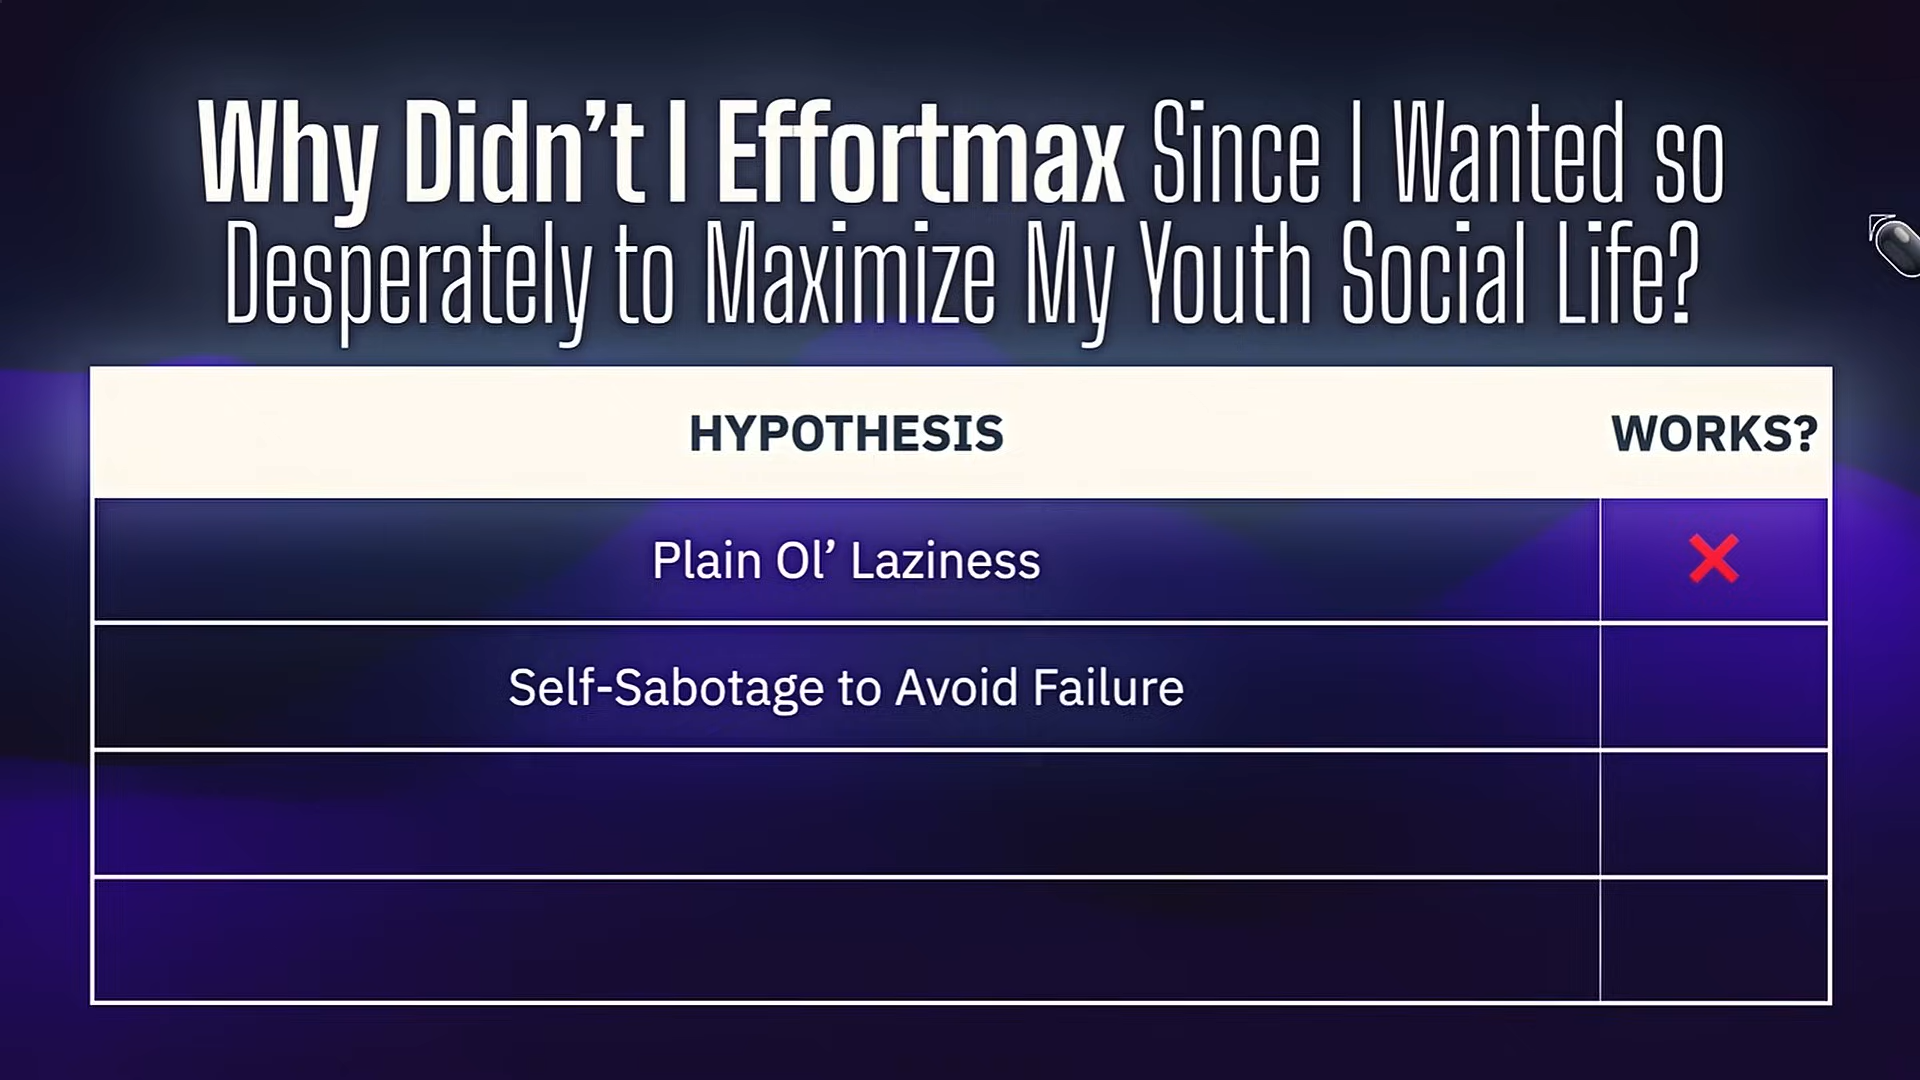 Why Didn’t I Effortmax Since I Wanted so
Desperately to Maximize My Youth Social Life?
HYPOTHESIS WORKS?
Plain Ol’ Laziness ❌
Self-Sabotage to Avoid Failure